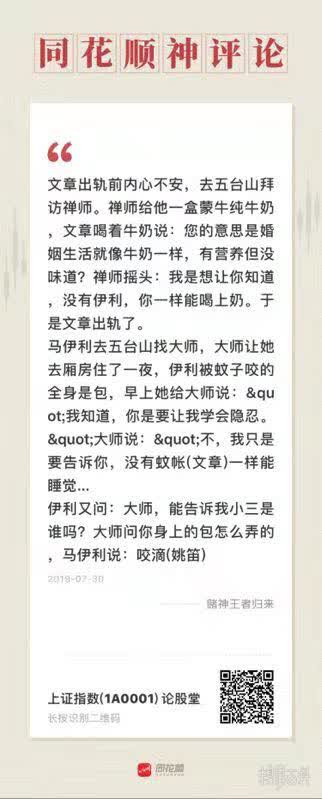 同花顺神评论
文章出轨前内心不安，去五台山拜
访禅师。禅师给他一盒蒙牛纯牛奶
，文章喝着牛奶说：您的意思是婚
姻生活就像牛奶一样，有营养但没
味道？禅师摇头：我是想让你知道
，没有伊利，你一样能喝上奶。于
是文章出轨了。
马伊利去五台山找大师，大师让她
去厢房住了一夜，伊利被蚊子咬的
全身是包，早上她给大师说：&qu
ot;我知道，你是要让我学会隐忍。
&quot;大师说：&quot;不，我只是
要告诉你，没有蚊帐(文章)一样能
睡觉...
伊利又问：大师，能告诉我小三是
谁吗？大师问你身上的包怎么弄的
，马伊利说：咬滴(姚笛)
2019-07-30
赌神王者归来
上证指数(1A0001)论股堂
长按识别二维码
同花顺